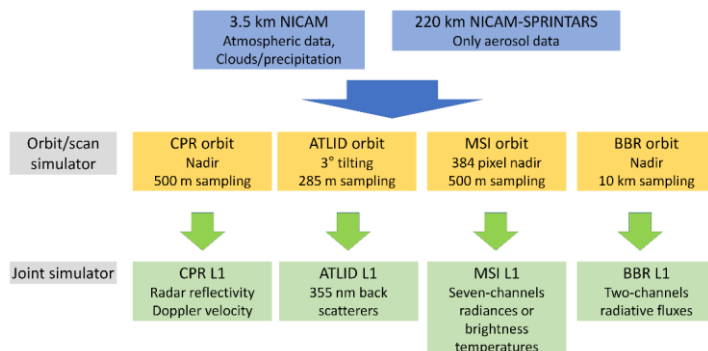 3.5 km NICAM
Atmospheric data,
Clouds/precipitation
220 km NICAM-SPRINTARS
Only aerosol data
Orbit/scan
simulator
CPR orbit
Nadir
500 m sampling
ATLID orbit
3° tilting
285 m sampling
MSI orbit
384 pixel nadir
500 m sampling
BBR orbit
Nadir
10 km sampling
Joint simulator
CPR L1
Radar reflectivity
Doppler velocity
ATLID L1
355 nm back
scatterers
MSI L1
Seven-channels
radiances or
brightness
temperatures
BBR L1
Two-channels
radiative fluxes